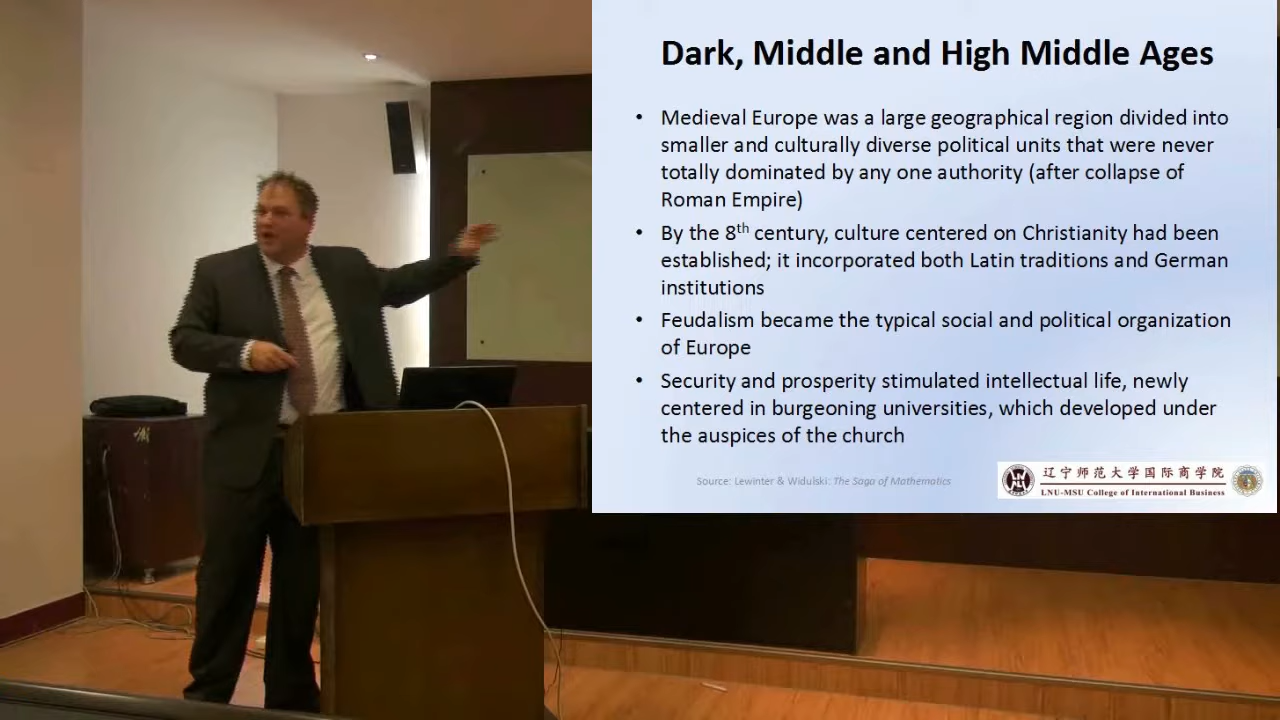 Dark, Middle and High Middle Ages
• Medieval Europe was a large geographical region divided into
smaller and culturally diverse political units that were never
totally dominated by any one authority (after collapse of
Roman Empire)
• By the 8th century, culture centered on Christianity had been
established; it incorporated both Latin traditions and German
institutions
• Feudalism became the typical social and political organization
of Europe
• Security and prosperity stimulated intellectual life, newly
centered in burgeoning universities, which developed under
the auspices of the church
Source: Lewinter & Widulski: The Saga of Mathematics
辽宁师范大学国际商学院
LNU-MSU College of International Business